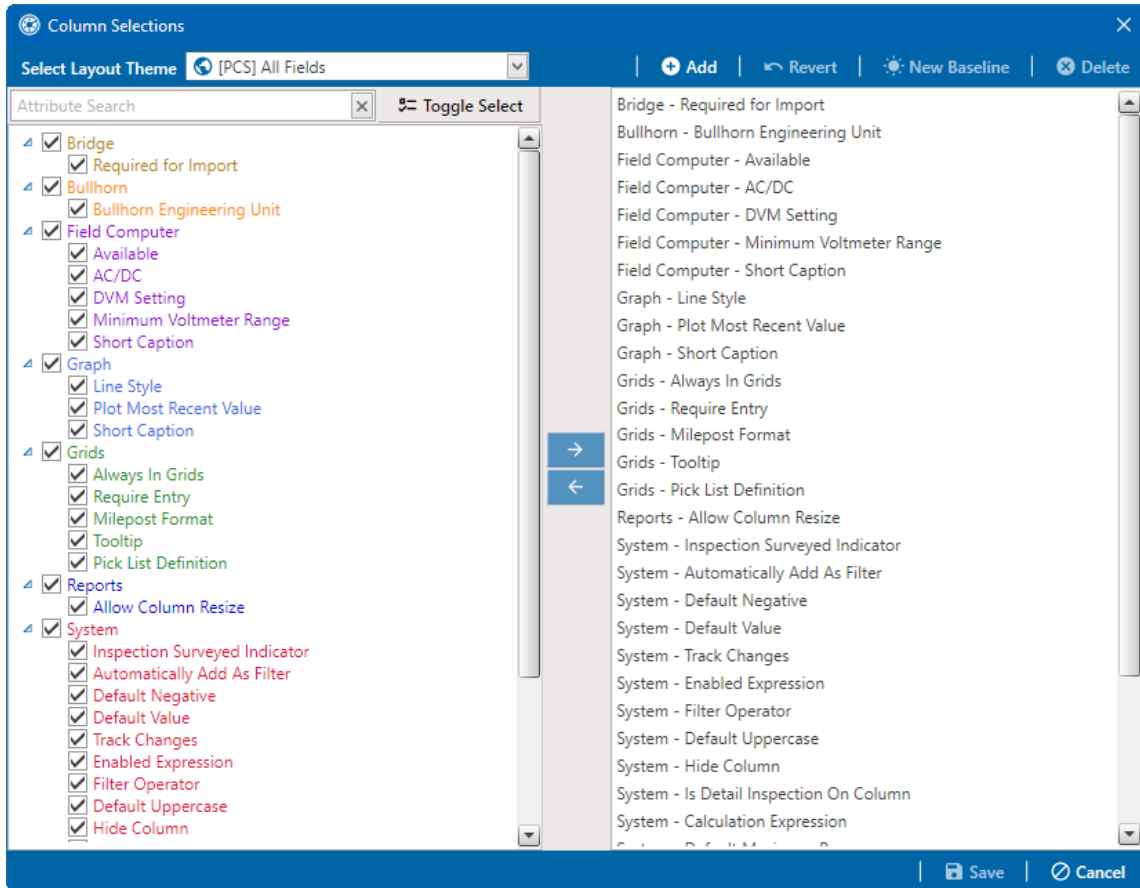 Column Selections
Select Layout Theme [PCS] All Fields Add Revert New Baseline Delete
Attribute Search Toggle Select
Bridge
Required for Import
Bullhorn
Bullhorn Engineering Unit
Field Computer
Available
AC/DC
DVM Setting
Minimum Voltmeter Range
Short Caption
Graph
Line Style
Plot Most Recent Value
Short Caption
Grids
Always In Grids
Require Entry
Milepost Format
Tooltip
Pick List Definition
Reports
Allow Column Resize
System
Inspection Surveyed Indicator
Automatically Add As Filter
Default Negative
Default Value
Track Changes
Enabled Expression
Filter Operator
Default Uppercase
Hide Column
Bridge - Required for Import
Bullhorn - Bullhorn Engineering Unit
Field Computer - Available
Field Computer - AC/DC
Field Computer - DVM Setting
Field Computer - Minimum Voltmeter Range
Field Computer - Short Caption
Graph - Line Style
Graph - Plot Most Recent Value
Graph - Short Caption
Grids - Always In Grids
Grids - Require Entry
Grids - Milepost Format
Grids - Tooltip
Grids - Pick List Definition
Reports - Allow Column Resize
System - Inspection Surveyed Indicator
System - Automatically Add As Filter
System - Default Negative
System - Default Value
System - Track Changes
System - Enabled Expression
System - Filter Operator
System - Default Uppercase
System - Hide Column
System - Is Detail Inspection On Column
System - Calculation Expression
Save Cancel